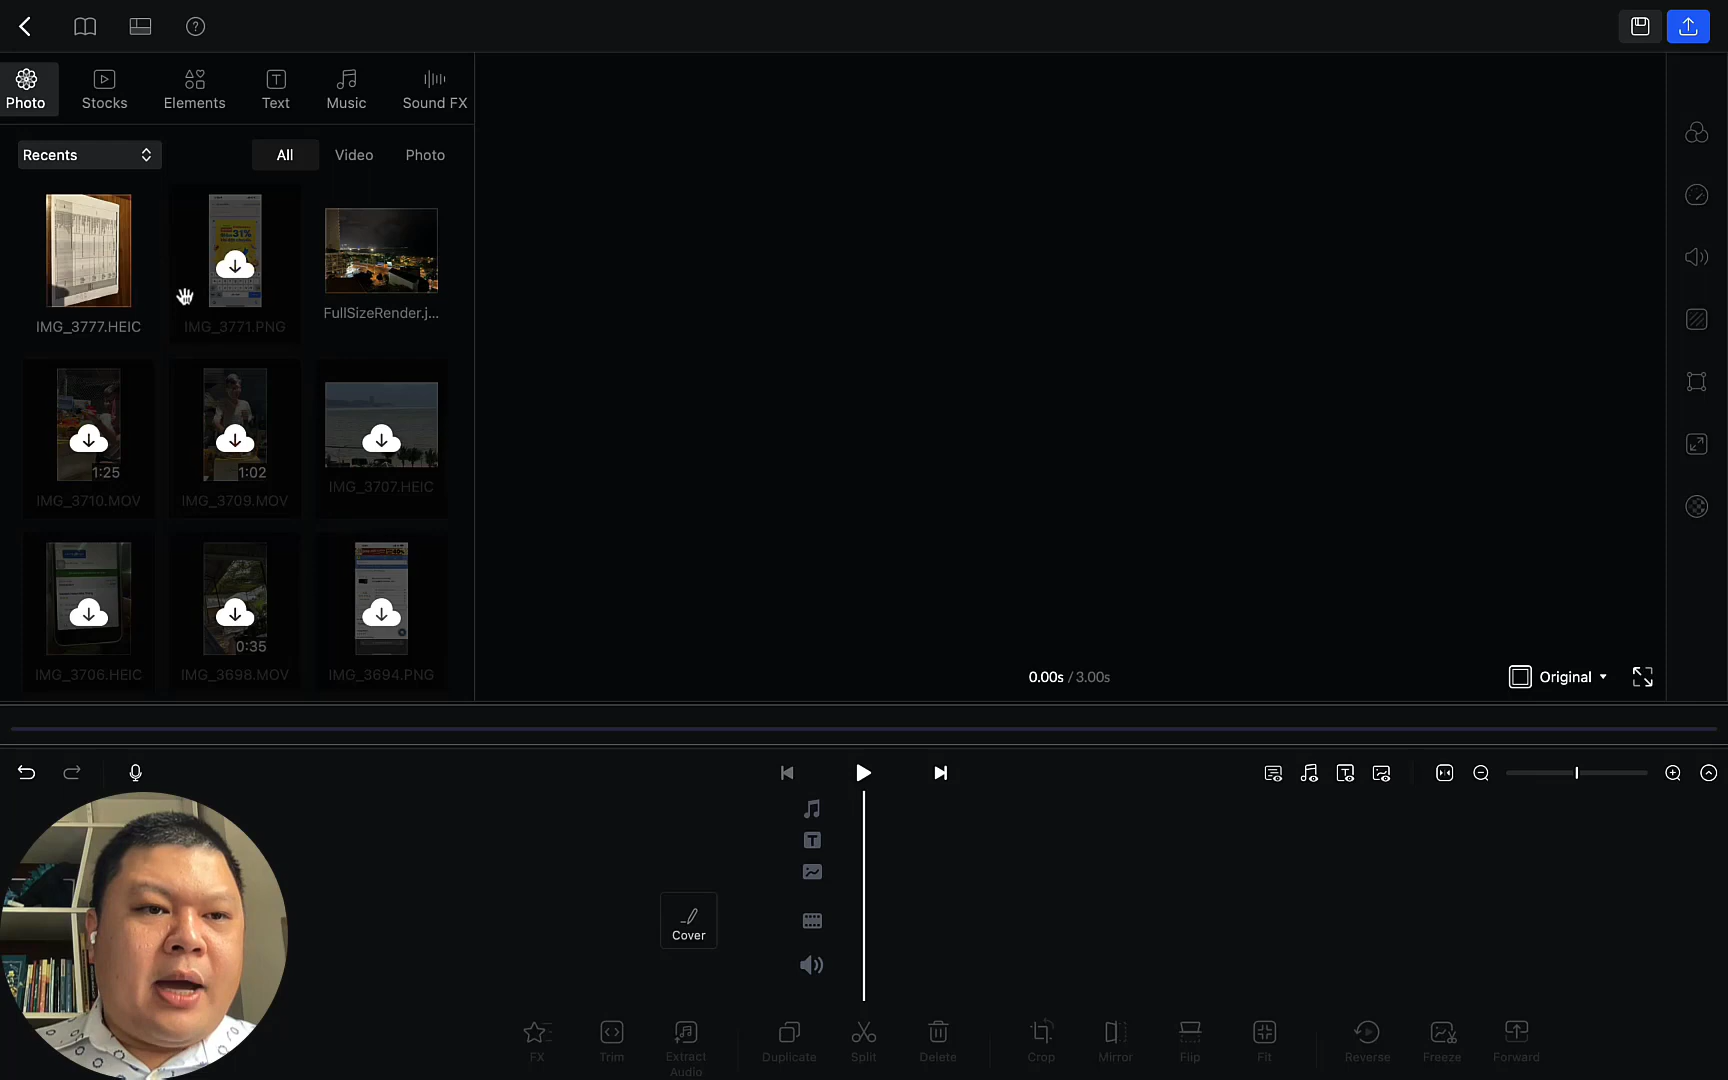 Photo
Stocks
Elements
Text
Music
Sound FX
Recents
All
Video
Photo
31%
IMG_3777.HEIC
IMG_3771.PNG
FullSizeRender.j...
1:25
1:02
IMG_3710.MOV
IMG_3709.MOV
IMG_3707.HEIC
0:35
IMG_3706.HEIC
IMG_3698.MOV
IMG_3694.PNG
0.00s / 3.00s
Original
Cover
FX
Trim
Extract
Audio
Duplicate
Split
Delete
Crop
Mirror
Flip
Fit
Reverse
Freeze
Forward